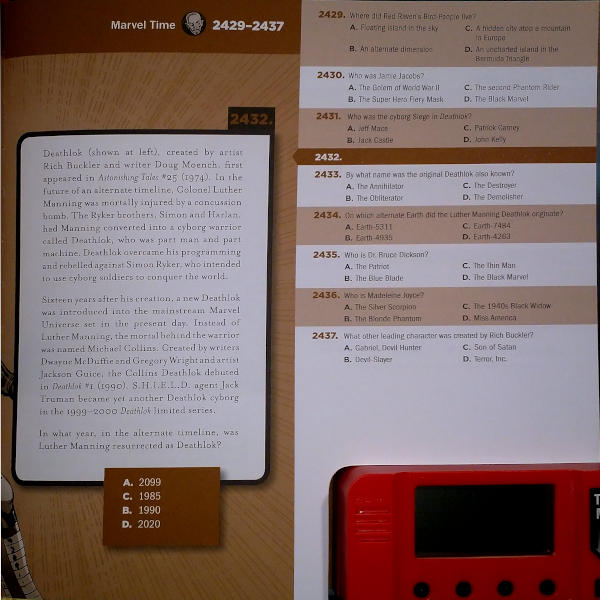 Marvel Time 2429–2437
2432.
Deathlok (shown at left), created by artist
Rich Buckler and writer Doug Moench, first
appeared in Astonishing Tales #25 (1974). In the
future of an alternate timeline, Colonel Luther
Manning was mortally injured by a concussion
bomb. The Ryker brothers, Simon and Harlan,
had Manning converted into a cyborg warrior
called Deathlok, who was part man and part
machine. Deathlok overcame his programming
and rebelled against Simon Ryker, who intended
to use cyborg soldiers to conquer the world.
Sixteen years after his creation, a new Deathlok
was introduced into the mainstream Marvel
Universe set in the present day. Instead of
Luther Manning, the mortal behind the warrior
was named Michael Collins. Created by writers
Dwayne McDuffie and Gregory Wright and artist
Jackson Guice, the Collins Deathlok debuted
in Deathlok #1 (1990). S.H.I.E.L.D. agent Jack
Truman became yet another Deathlok cyborg
in the 1999–2000 Deathlok limited series.
In what year, in the alternate timeline, was
Luther Manning resurrected as Deathlok?
A. 2099
C. 1985
B. 1990
D. 2020
2429. Where did Red Raven's Bird-People live?
A. Floating island in the sky C. A hidden city atop a mountain
in Europe
B. An alternate dimension D. An uncharted island in the
Bermuda Triangle
2430. Who was Jamie Jacobs?
A. The Golem of World War II C. The second Phantom Rider
B. The Super Hero Fiery Mask D. The Black Marvel
2431. Who was the cyborg Siege in Deathlok?
A. Jeff Mace C. Patrick Carney
B. Jack Castle D. John Kelly
2432.
2433. By what name was the original Deathlok also known?
A. The Annihilator C. The Destroyer
B. The Obliterator D. The Demolisher
2434. On which alternate Earth did the Luther Manning Deathlok originate?
A. Earth-5311 C. Earth-7484
B. Earth-4935 D. Earth-4263
2435. Who is Dr. Bruce Dickson?
A. The Patriot C. The Thin Man
B. The Blue Blade D. The Black Marvel
2436. Who is Madeleine Joyce?
A. The Silver Scorpion C. The 1940s Black Widow
B. The Blonde Phantom D. Miss America
2437. What other leading character was created by Rich Buckler?
A. Gabriel, Devil Hunter C. Son of Satan
B. Devil-Slayer D. Terror, Inc.